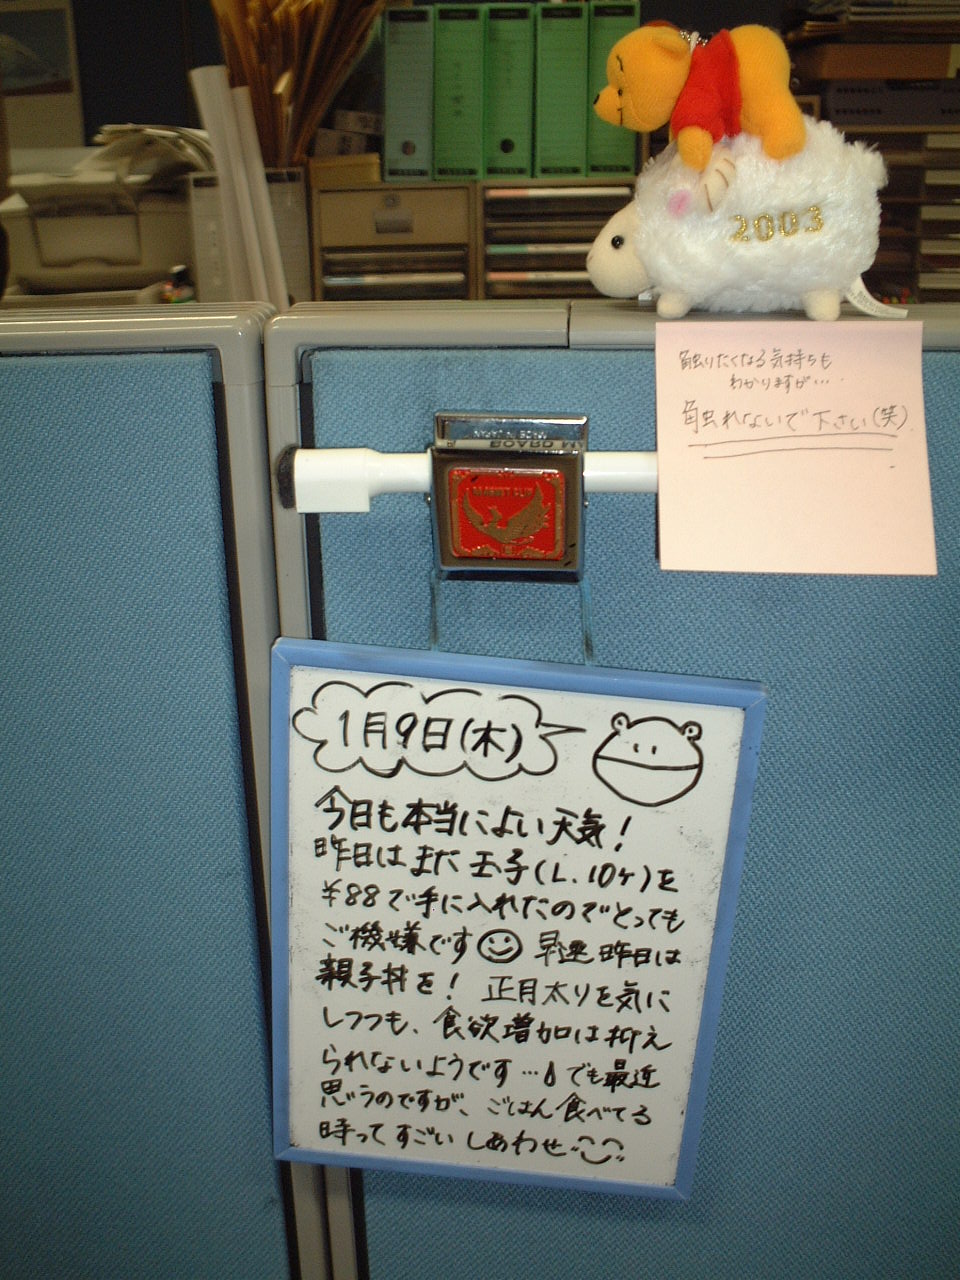 2003
触りたくなる気持ちも
わかりますが…
触れないで下さい(笑)
1月9日(木)
今日も本当によい天気!
昨日はまた玉子(L.10ケ)を
¥88で手に入れたのでとっても
ご機嫌です 早速昨日は
親子丼を! 正月太りを気に
しつつも、食欲増加は抑え
られないようです… でも最近
思うのですが、ごはん食べてる
時ってすごいしあわせ